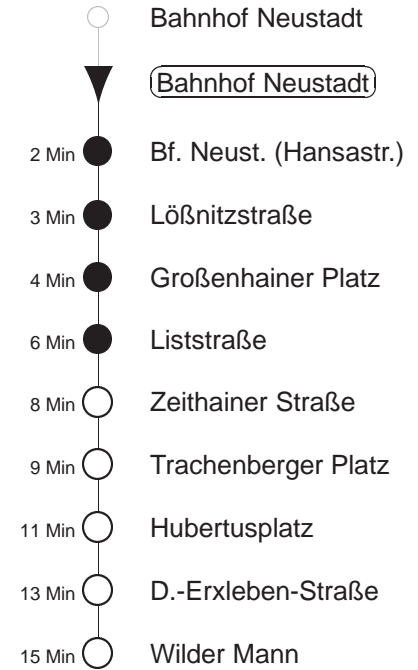 Bahnhof Neustadt
Bahnhof Neustadt
2 Min Bf. Neust. (Hansastr.)
3 Min Lößnitzstraße
4 Min Großenhainer Platz
6 Min Liststraße
8 Min Zeithainer Straße
9 Min Trachenberger Platz
11 Min Hubertusplatz
13 Min D.-Erxleben-Straße
15 Min Wilder Mann